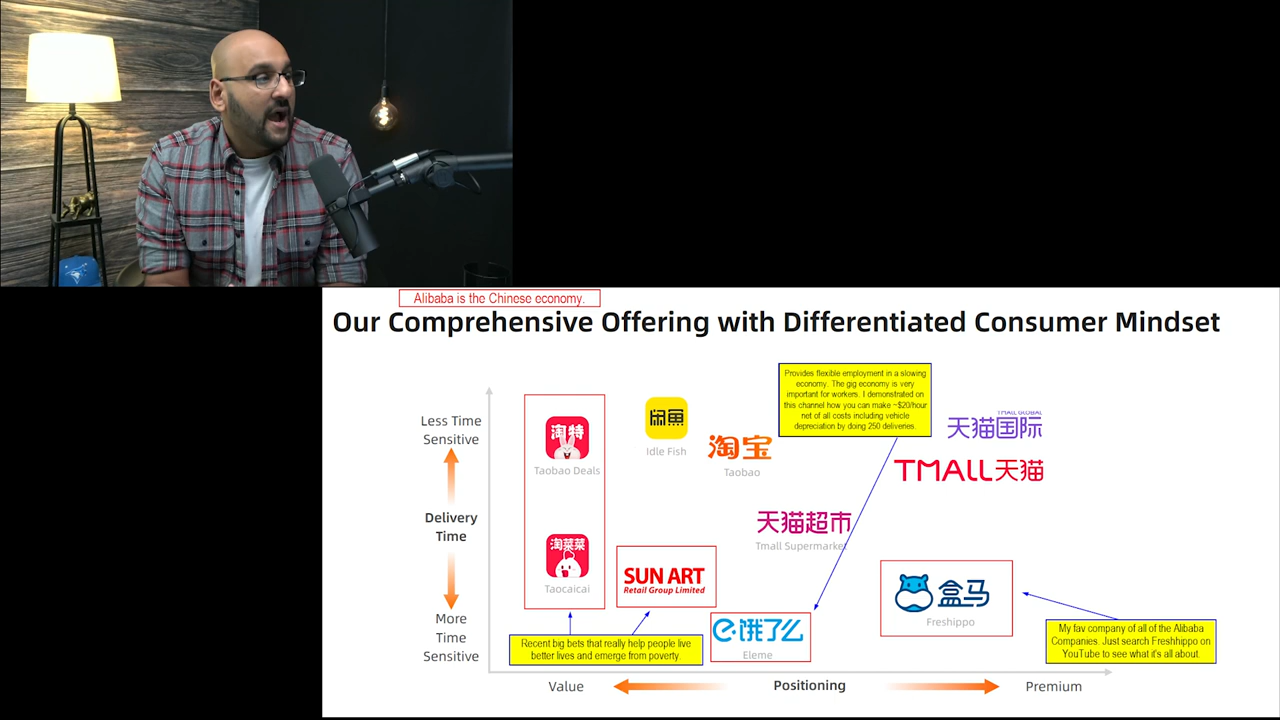 Alibaba is the Chinese economy.
Our Comprehensive Offering with Differentiated Consumer Mindset
Provides flexible employment in a slowing
economy. The gig economy is very
important for workers. I demonstrated on
this channel how you can make ~$20/hour
net of all costs including vehicle
depreciation by doing 250 deliveries.
Less Time
Sensitive
淘特
Taobao Deals
闲鱼
Idle Fish
淘宝
Taobao
TMALL GLOBAL
天猫国际
TMALL天猫
Delivery
Time
天猫超市
Tmall Supermarket
淘菜菜
Taocaicai
SUN ART
Retail Group Limited
盒马
Freshippo
More
Time
Sensitive
饿了么
Eleme
Recent big bets that really help people live
better lives and emerge from poverty.
My fav company of all of the Alibaba
Companies. Just search Freshhippo on
YouTube to see what it's all about.
Value
Positioning
Premium